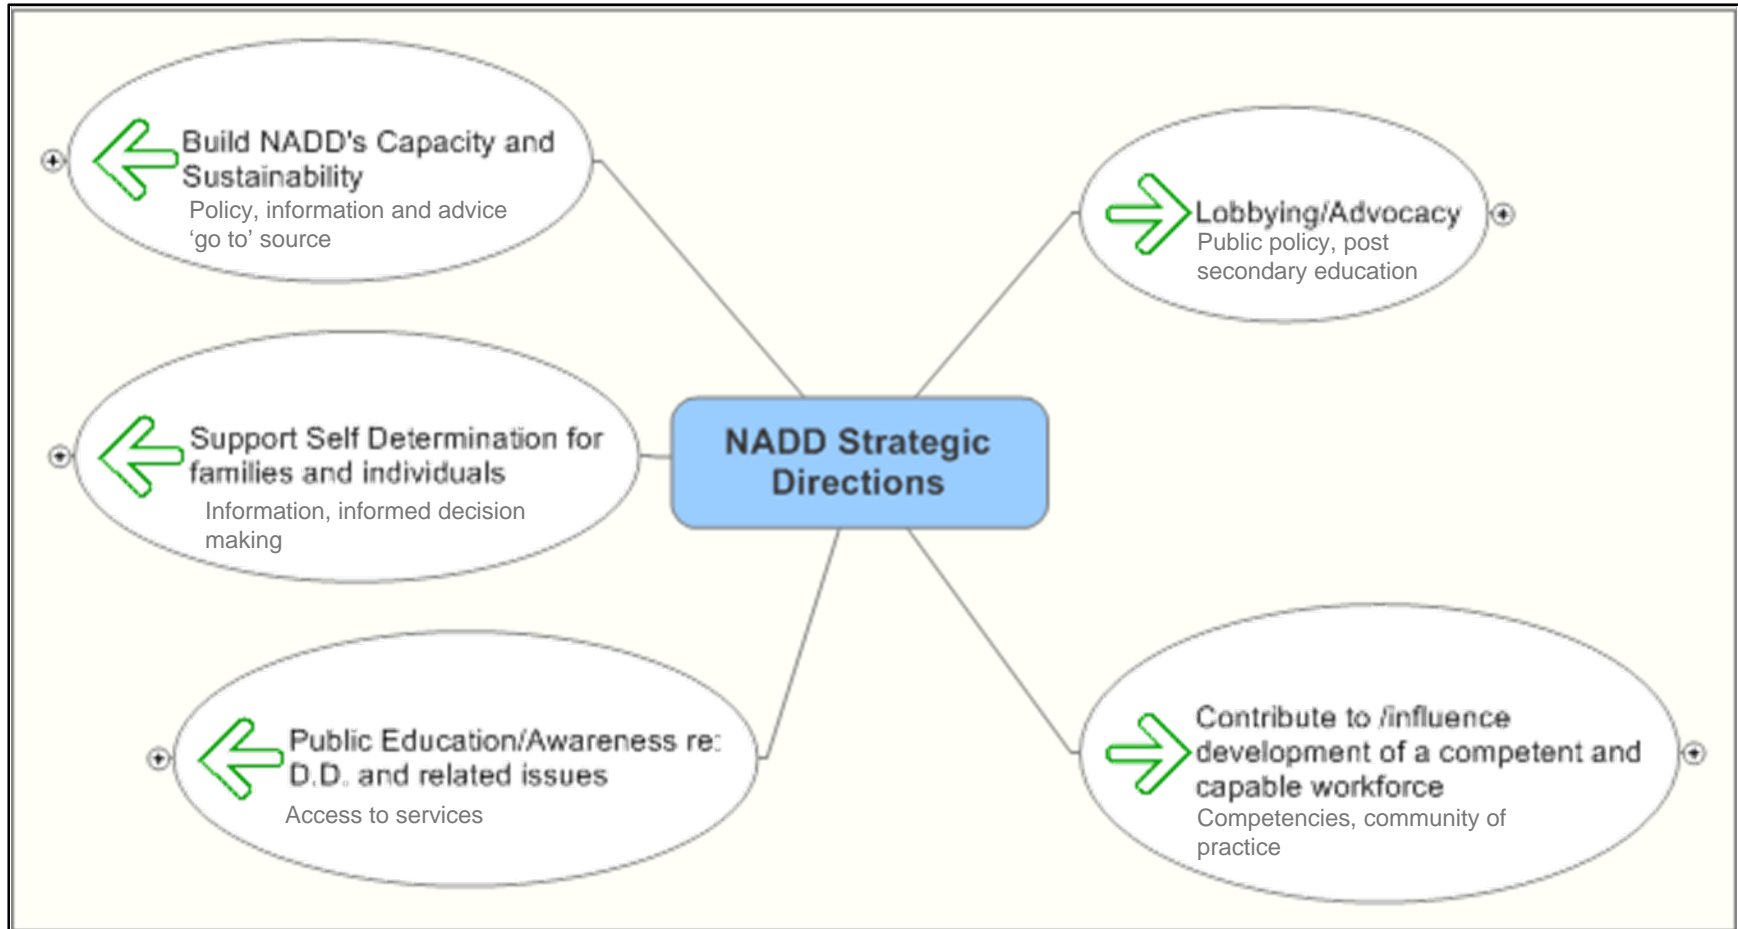 Build NADD's Capacity and
Sustainability
Policy, information and advice
‘go to’ source
Lobbying/Advocacy
Public policy, post
secondary education
Support Self Determination for
families and individuals
Information, informed decision
making
NADD Strategic
Directions
Public Education/Awareness re:
D.D. and related issues
Access to services
Contribute to /influence
development of a competent and
capable workforce
Competencies, community of
practice